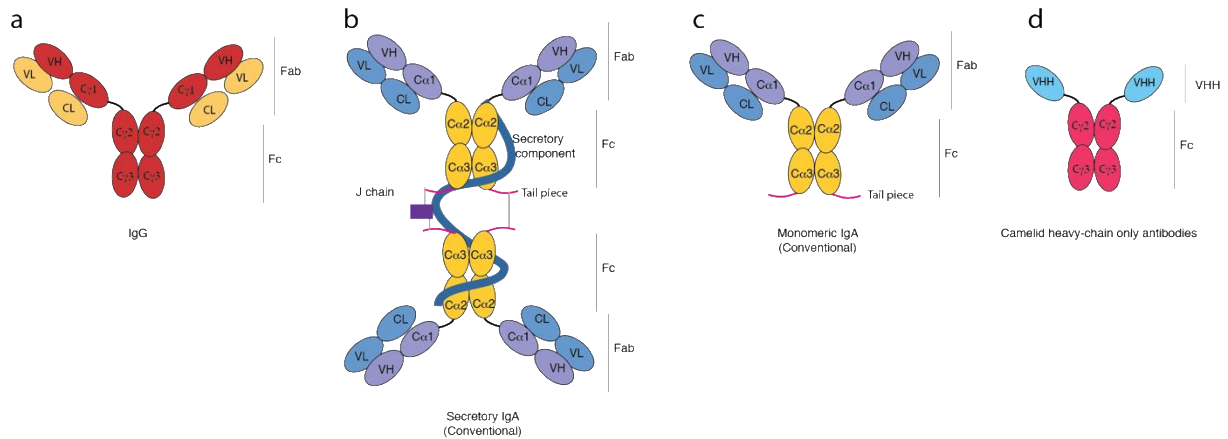 a
VL
VH
Cγ1
CL
VH
VL
Cγ1
CL
Fab
Cγ2
Cγ2
Cγ3
Cγ3
Fc
IgG
b
VL
VH
Cα1
CL
VH
VL
Cα1
CL
Fab
Cα2
Cα2
Secretory
component
Cα3
Cα3
Fc
J chain
Tail piece
Cα3
Cα3
Cα2
Cα2
Fc
CL
Cα1
VL
VH
CL
Cα1
VL
VH
Fab
Secretory IgA
(Conventional)
c
VL
VH
Cα1
CL
VH
VL
Cα1
CL
Fab
Cα2
Cα2
Cα3
Cα3
Fc
Tail piece
Monomeric IgA
(Conventional)
d
VHH
VHH
VHH
Cγ2
Cγ2
Cγ3
Cγ3
Fc
Camelid heavy-chain only antibodies